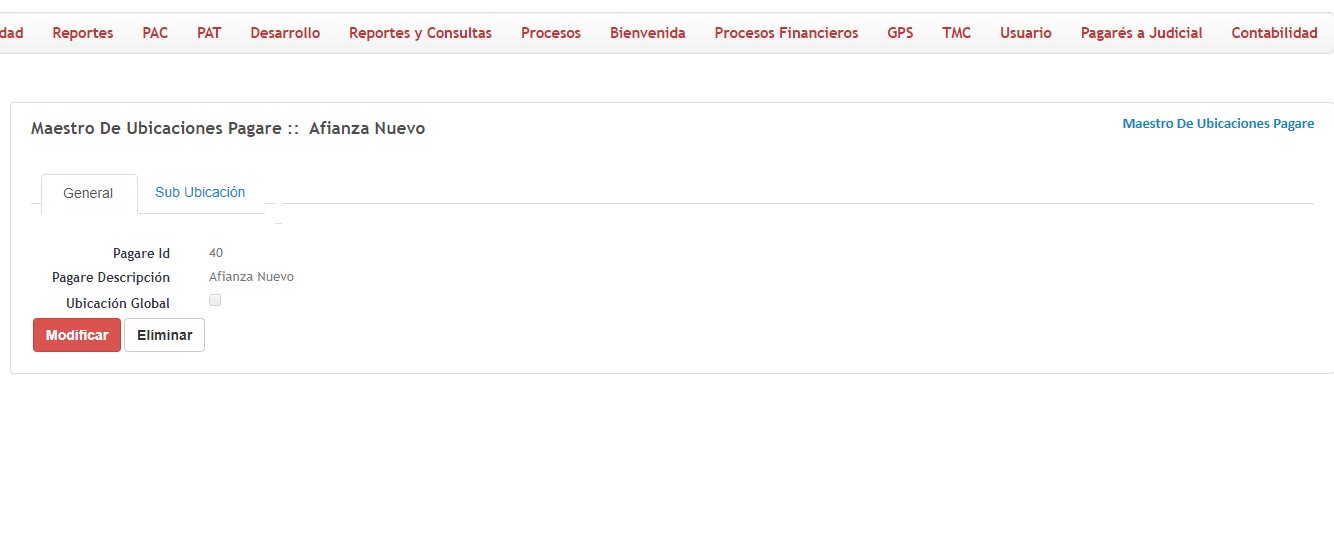 dad Reportes PAC PAT Desarrollo Reportes y Consultas Procesos Bienvenida Procesos Financieros GPS TMC Usuario Pagarés a Judicial Contabilidad
Maestro De Ubicaciones Pagare :: Afianza Nuevo Maestro De Ubicaciones Pagare
General Sub Ubicación
Pagare Id 40
Pagare Descripción Afianza Nuevo
Ubicación Global
Modificar Eliminar